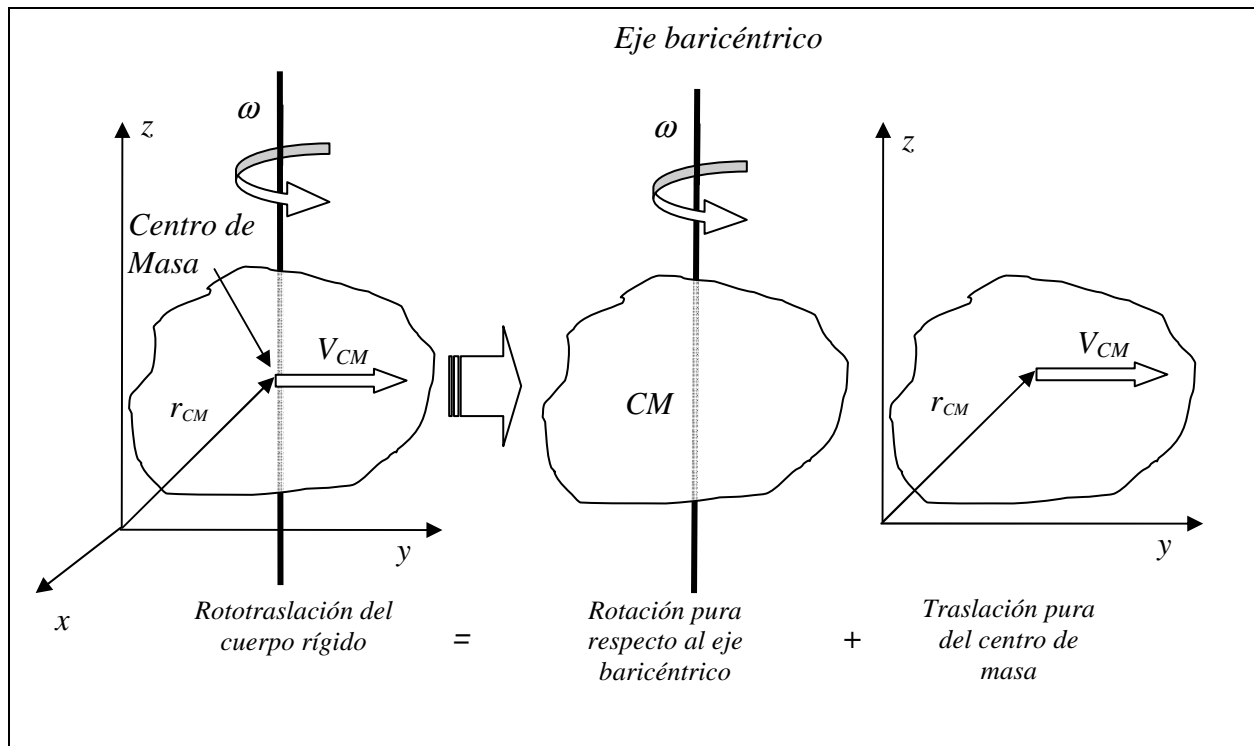 Eje baricéntrico
ω
z
Centro de
Masa
V_CM
r_CM
y
x
ω
CM
z
V_CM
r_CM
y
Rototraslación del
cuerpo rígido
=
Rotación pura
respecto al eje
baricéntrico
+
Traslación pura
del centro de
masa